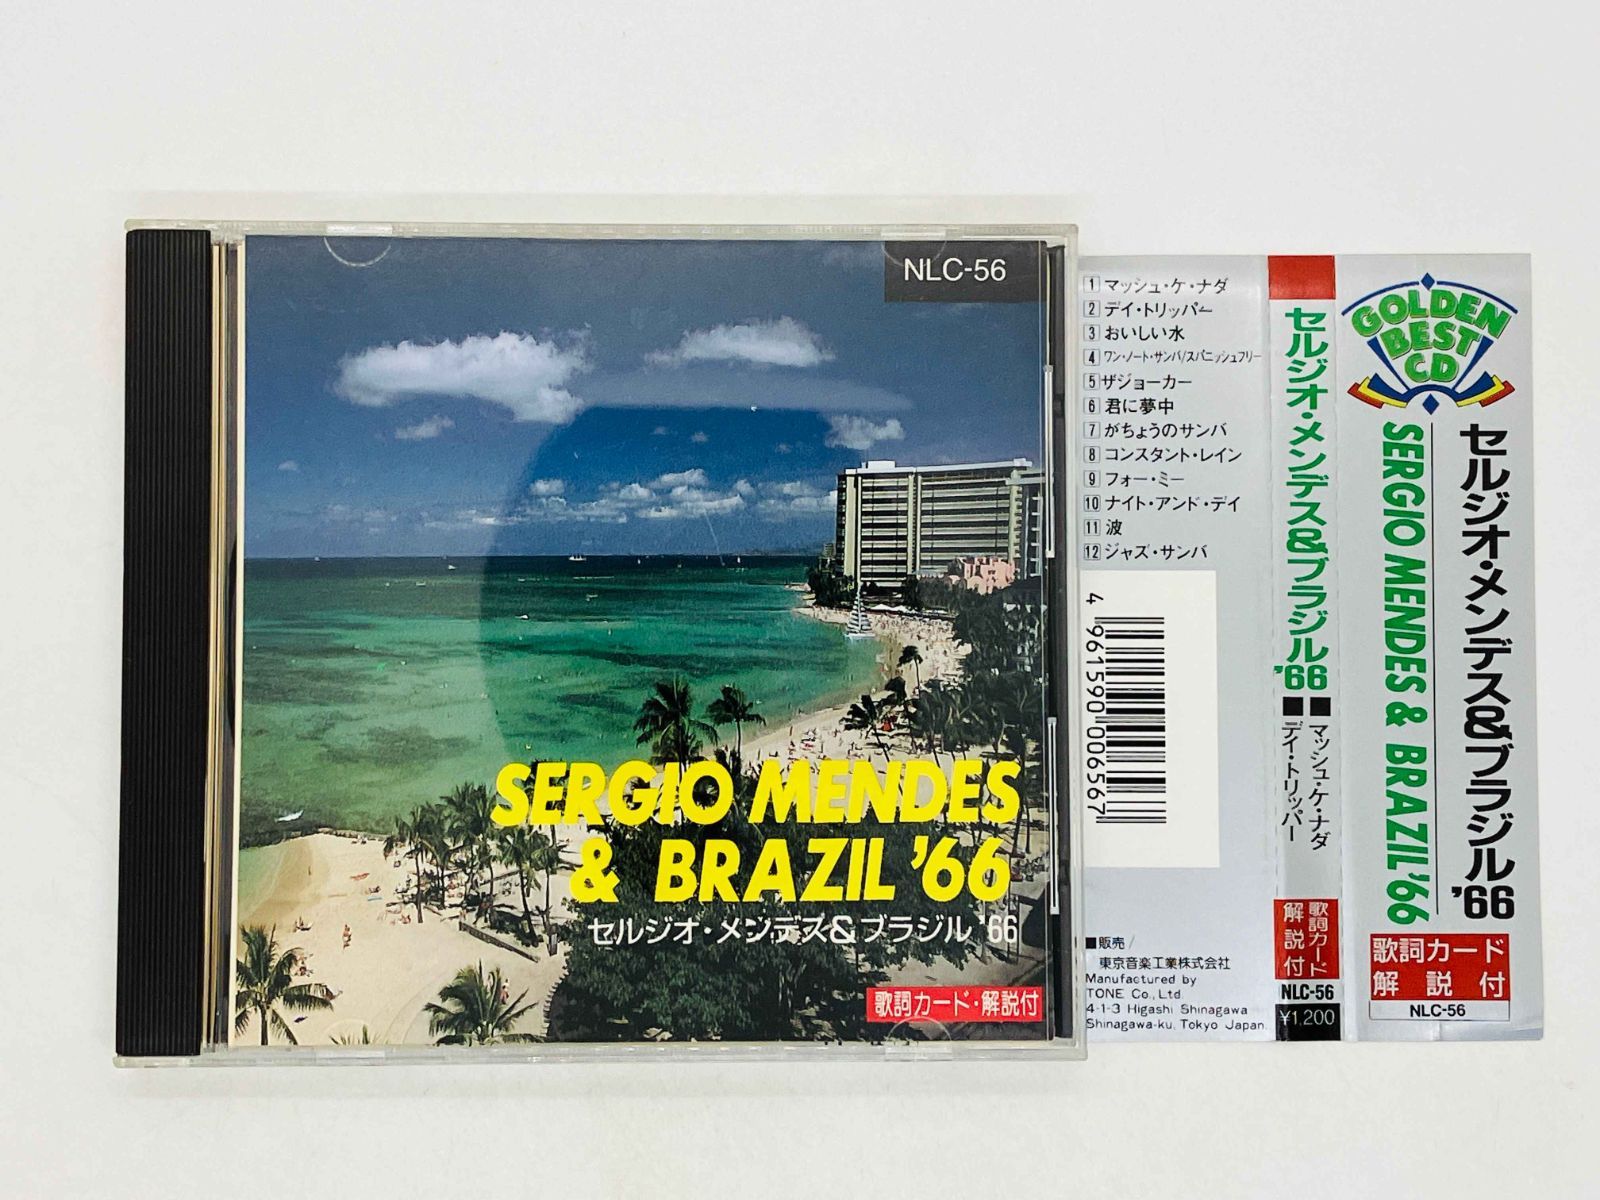 NLC-56
SERGIO MENDES
& BRAZIL '66
セルジオ・メンデス&ブラジル '66
歌詞カード・解説付
1 マッシュ・ケ・ナダ
2 デイ・トリッパー
3 おいしい水
4 ワン・ノート・サンバ/スパニッシュフリー
5 ザジョーカー
6 君に夢中
7 がちょうのサンバ
8 コンスタント・レイン
9 フォー・ミー
10 ナイト・アンド・デイ
11 波
12 ジャズ・サンバ
4 961590 006567
■販売/
東京音楽工業株式会社
Manufactured by
TONE Co., Ltd
4-1-3 Higashi Shinagawa
Shinagawa-ku, Tokyo Japan.
セルジオ・メンデス&ブラジル '66
■マッシュ・ケ・ナダ
■デイ・トリッパー
歌詞カード
解説付
NLC-56
¥1,200
GOLDEN
BEST
CD
セルジオ・メンデス&ブラジル '66
SERGIO MENDES & BRAZIL '66
歌詞カード
解説付
NLC-56